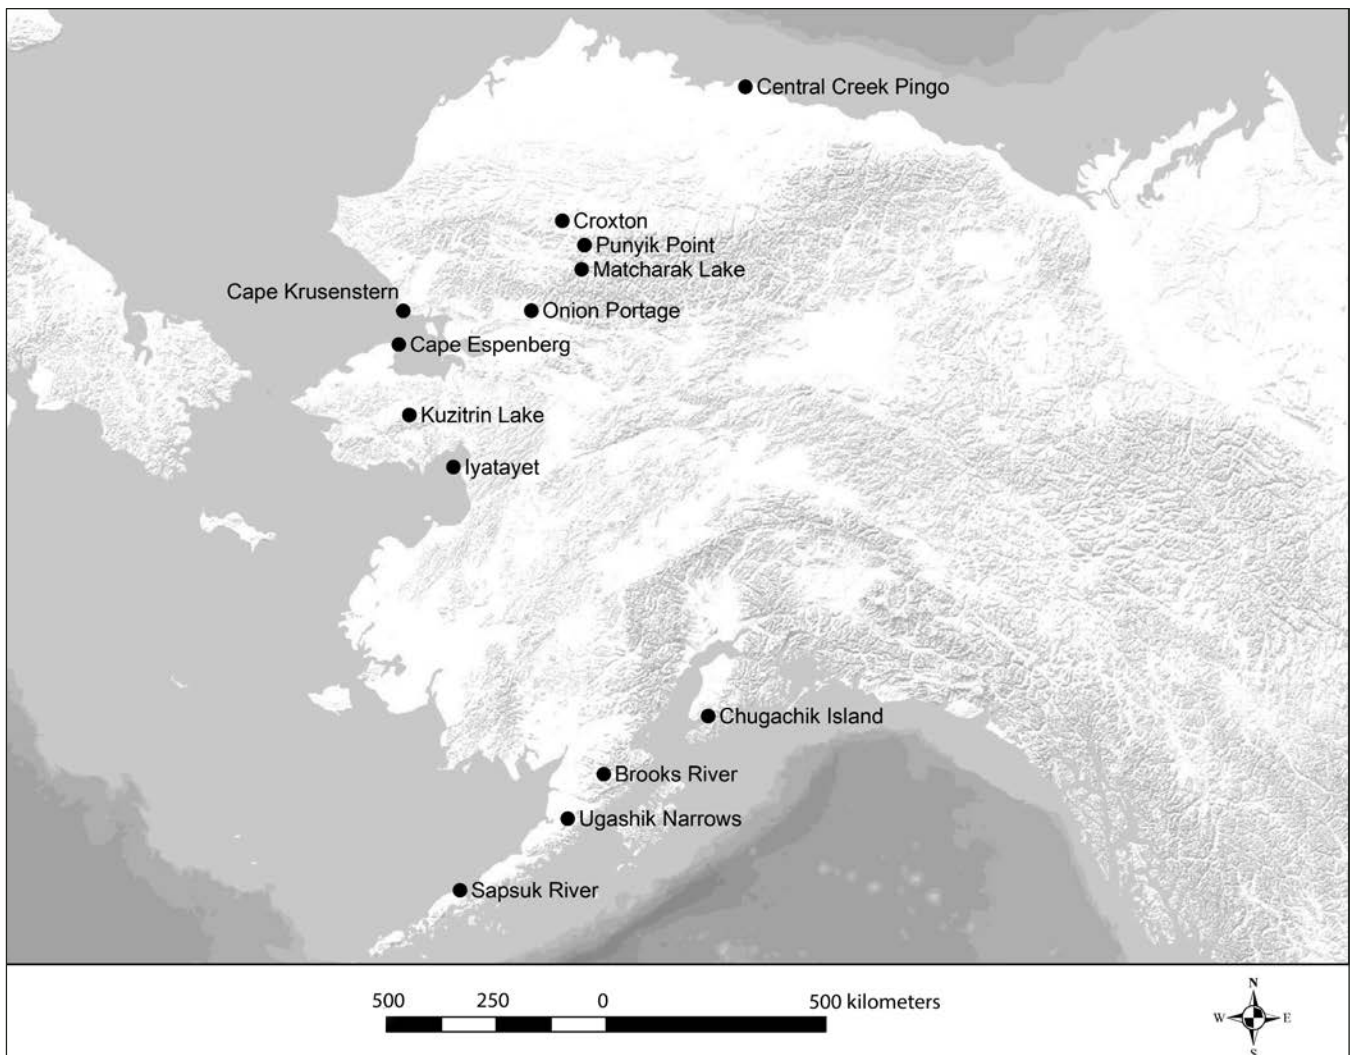 Central Creek Pingo
Croxton
Punyik Point
Matcharak Lake
Cape Krusenstern
Onion Portage
Cape Espenberg
Kuzitrin Lake
Iyatayet
Chugachik Island
Brooks River
Ugashik Narrows
Sapsuk River
500 250 0 500 kilometers
N
W E
S